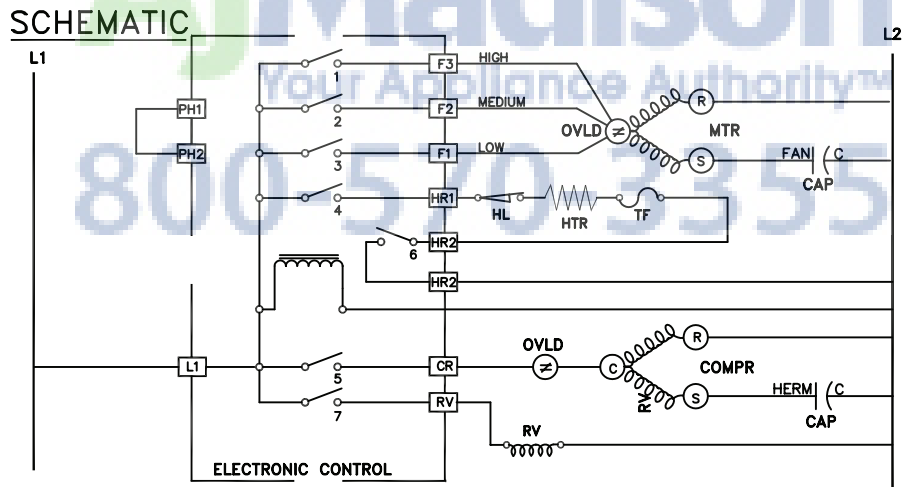 SCHEMATIC
AjMadison
Your Appliance Authority™
800 570 3355
L1
L2
1
F3
HIGH
PH1
2
F2
MEDIUM
R
MTR
OVLD
PH2
3
F1
LOW
S
FAN
C
CAP
4
HR1
HL
HTR
TF
6
HR2
HR2
OVLD
R
COMPR
L1
5
CR
C
RV
S
HERM
C
CAP
7
RV
RV
ELECTRONIC CONTROL